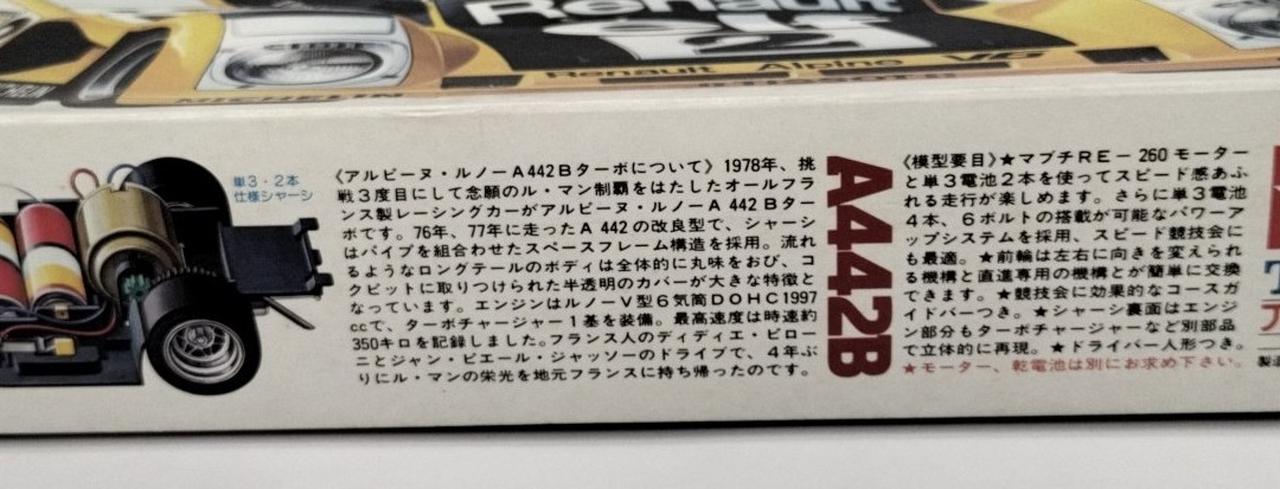 Renault
Renault Alpine V6
MICHELIN
単3・2本
仕様シャーシ
《アルピーヌ・ルノーA442Bターボについて》1978年、挑
戦3度目にして念願のル・マン制覇をはたしたオールフラ
ンス製レーシングカーがアルピーヌ・ルノーA 442 Bター
ボです。76年、77年に走ったA 442の改良型で、シャーシ
はパイプを組合わせたスペースフレーム構造を採用。流れ
るようなロングテールのボディは全体的に丸味をおび、コ
クピットに取りつけられた半透明のカバーが大きな特徴と
なっています。エンジンはルノーV型6気筒DOHC1997
ccで、ターボチャージャー1基を装備。最高速度は時速約
350キロを記録しました。フランス人のディディエ・ピロー
ニとジャン・ピエール・ジャッソーのドライブで、4年ぶ
りにル・マンの栄光を地元フランスに持ち帰ったのです。
A442B
《模型要目》★マブチRE－260モーター
と単3電池2本を使ってスピード感あふ
れる走行が楽しめます。さらに単3電池
4本、6ボルトの搭載が可能なパワーア
ップシステムを採用、スピード競技会に
も最適。★前輪は左右に向きを変えられ
る機構と直進専用の機構とが簡単に交換
できます。★競技会に効果的なコースガ
イドバーつき。★シャーシ裏面はエンジ
ン部分もターボチャージャーなど別部品
で立体的に再現。★ドライバー人形つき。
★モーター、乾電池は別にお求め下さい。